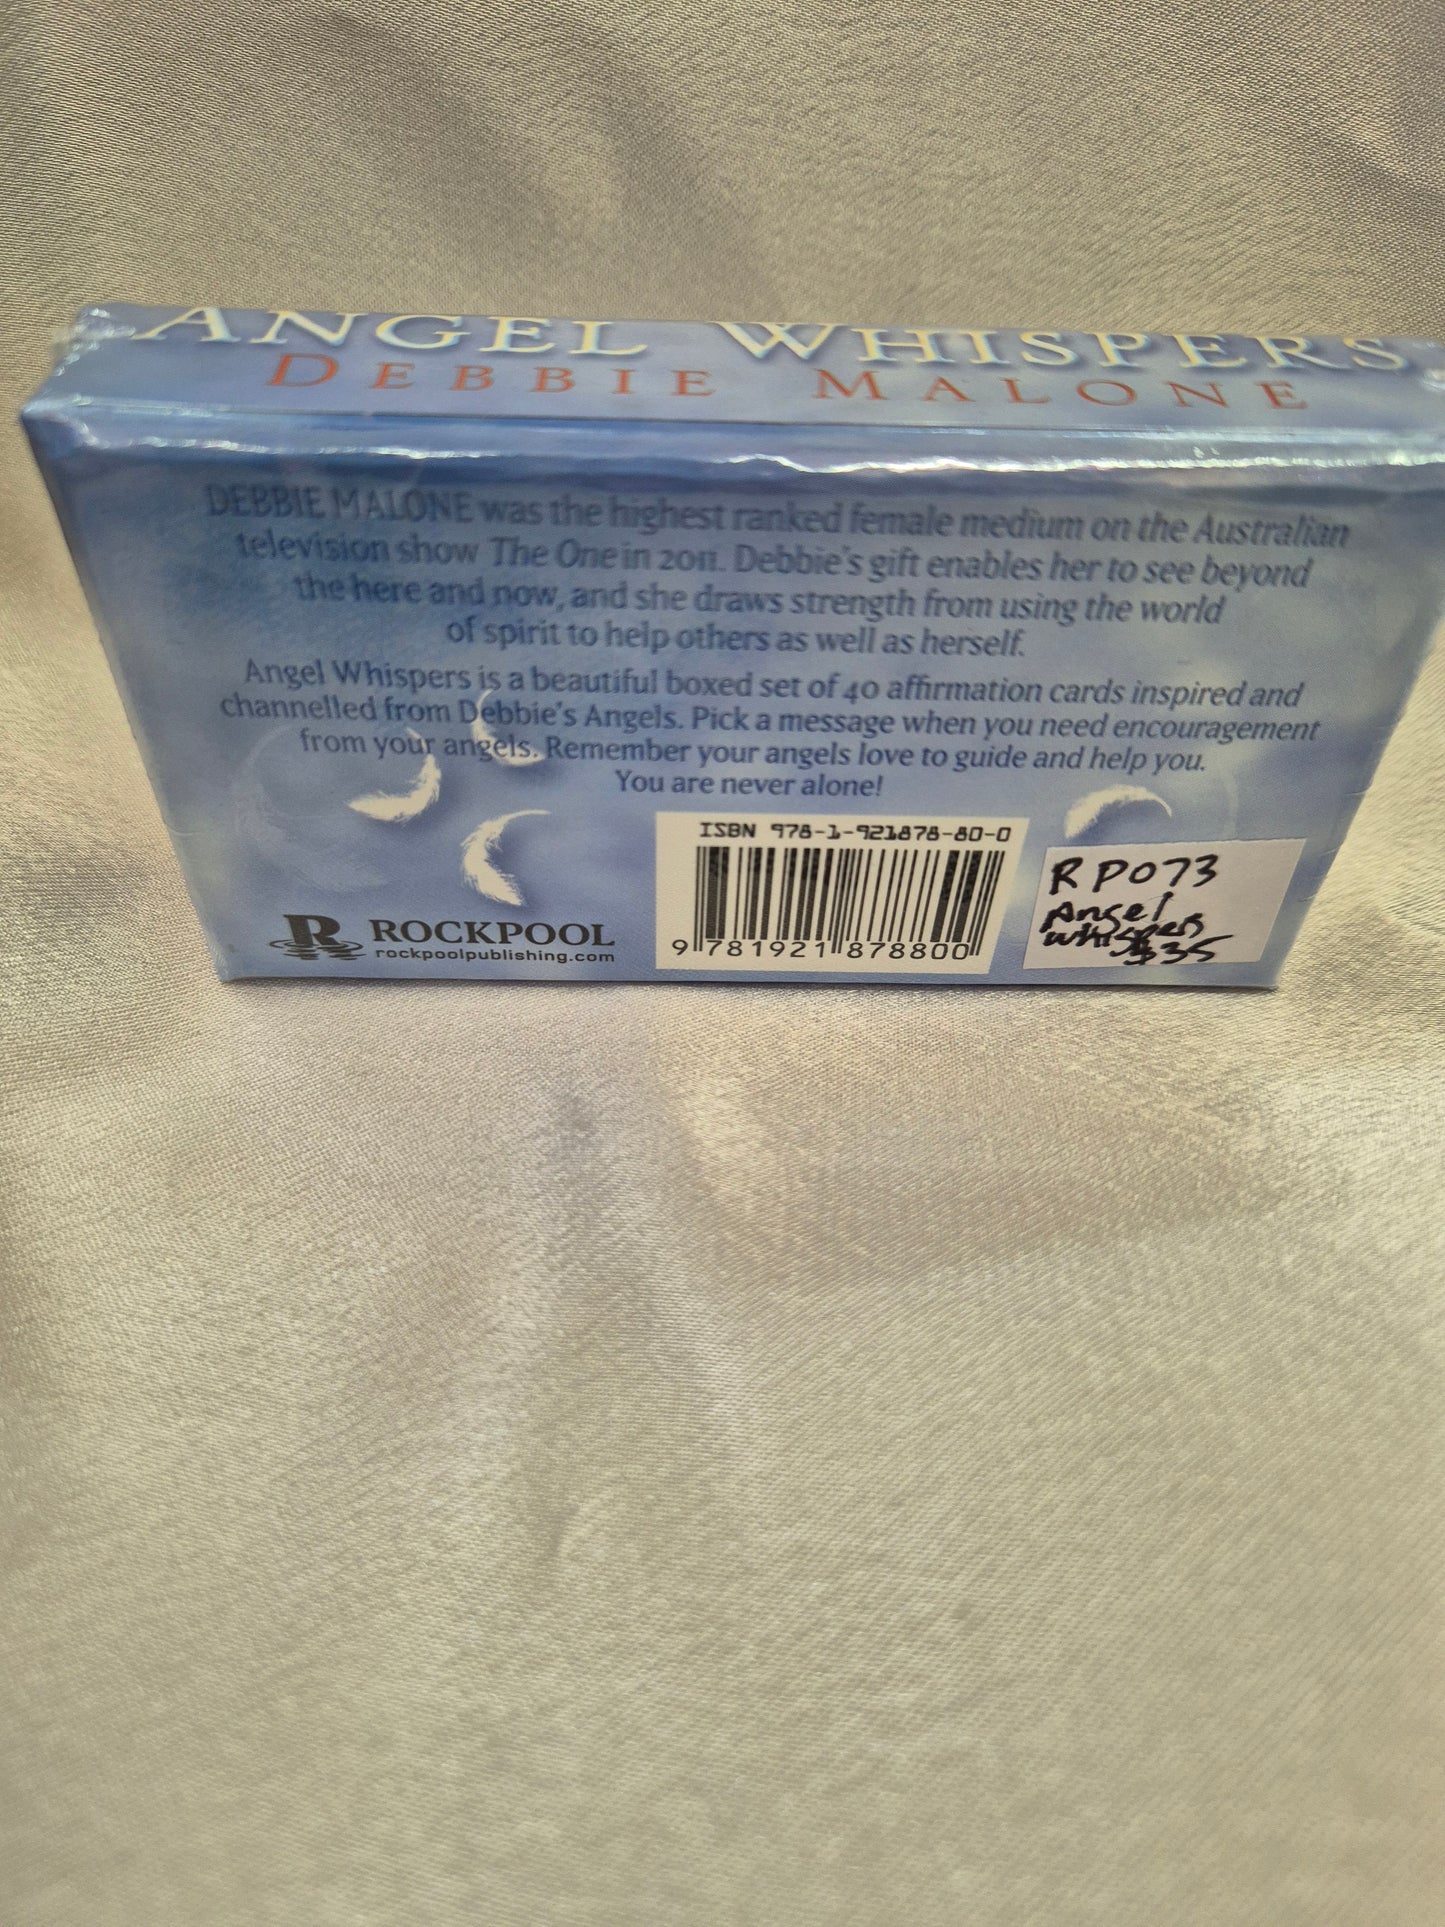 ANGEL WHISPERS
DEBBIE MALONE
DEBBIE MALONE was the highest ranked female medium on the Australian
television show The One in 2011. Debbie's gift enables her to see beyond
the here and now, and she draws strength from using the world
of spirit to help others as well as herself.
Angel Whispers is a beautiful boxed set of 40 affirmation cards inspired and
channelled from Debbie's Angels. Pick a message when you need encouragement
from your angels. Remember your angels love to guide and help you.
You are never alone!
ISBN 978-1-921878-80-0
9 781921 878800
R ROCKPOOL
rockpoolpublishing.com
RP073
Angel
Whispers
$35